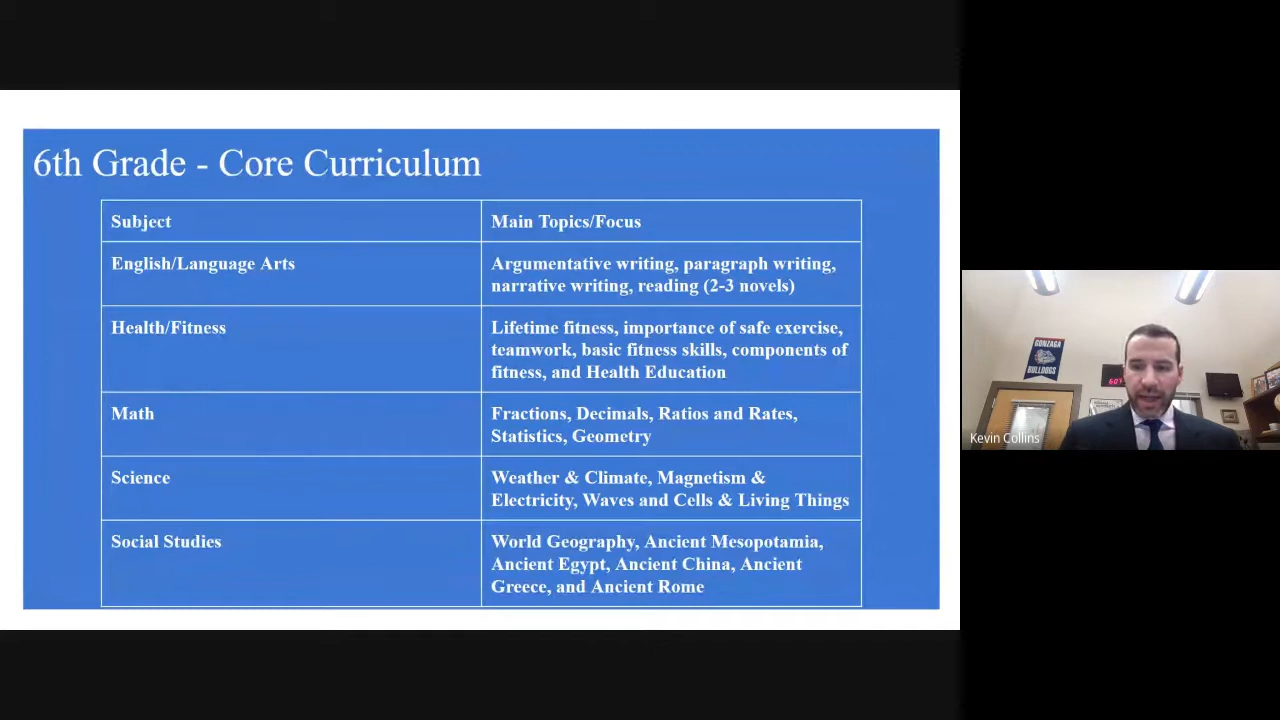 6th Grade - Core Curriculum
Subject
Main Topics/Focus
English/Language Arts
Argumentative writing, paragraph writing,
narrative writing, reading (2-3 novels)
Health/Fitness
Lifetime fitness, importance of safe exercise,
teamwork, basic fitness skills, components of
fitness, and Health Education
Math
Fractions, Decimals, Ratios and Rates,
Statistics, Geometry
Science
Weather & Climate, Magnetism &
Electricity, Waves and Cells & Living Things
Social Studies
World Geography, Ancient Mesopotamia,
Ancient Egypt, Ancient China, Ancient
Greece, and Ancient Rome
GONZAGA
BULLDOGS
Kevin Collins